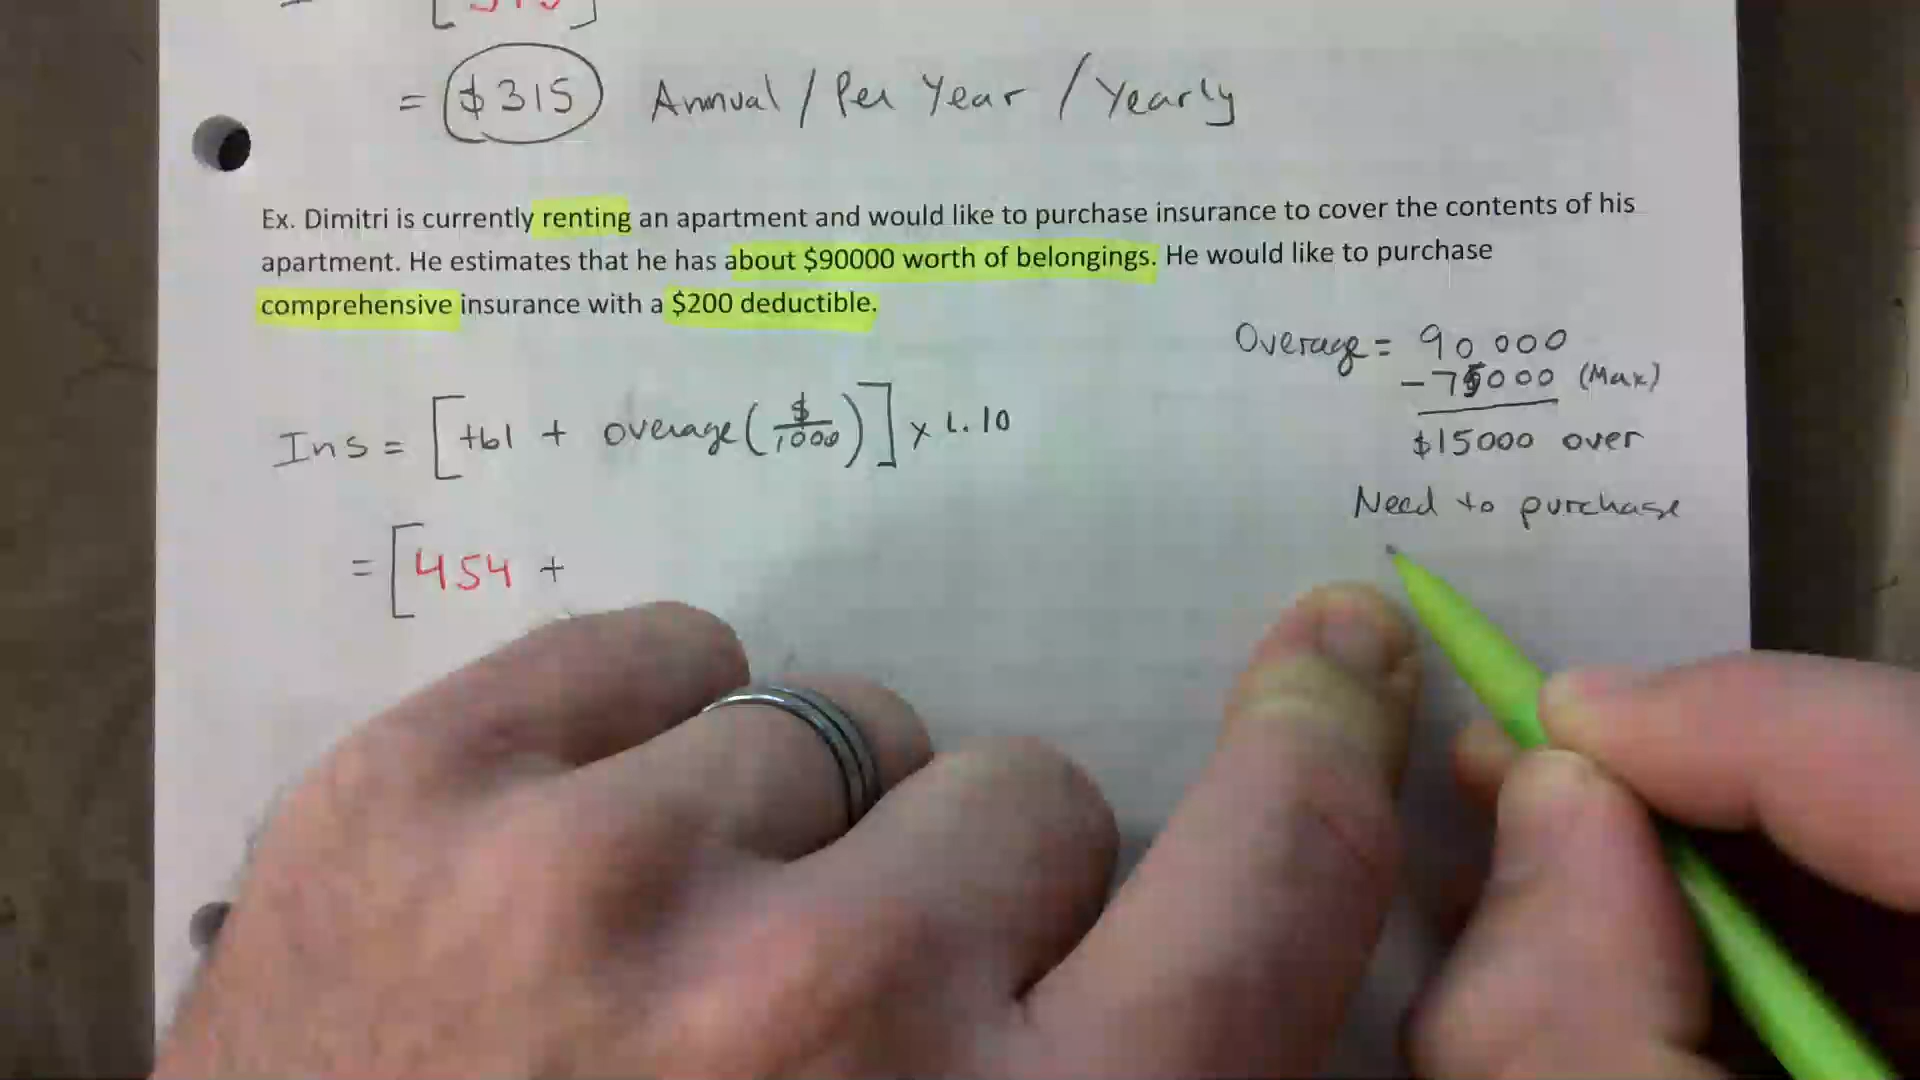 = $315 Annual / Per Year / Yearly
Ex. Dimitri is currently renting an apartment and would like to purchase insurance to cover the contents of his
apartment. He estimates that he has about $90000 worth of belongings. He would like to purchase
comprehensive insurance with a $200 deductible.
Overage = 90 000
- 75000 (Max)
$15000 over
Ins = [tbl + overage($/1000)] x 1.10
Need to purchase
= [454 +